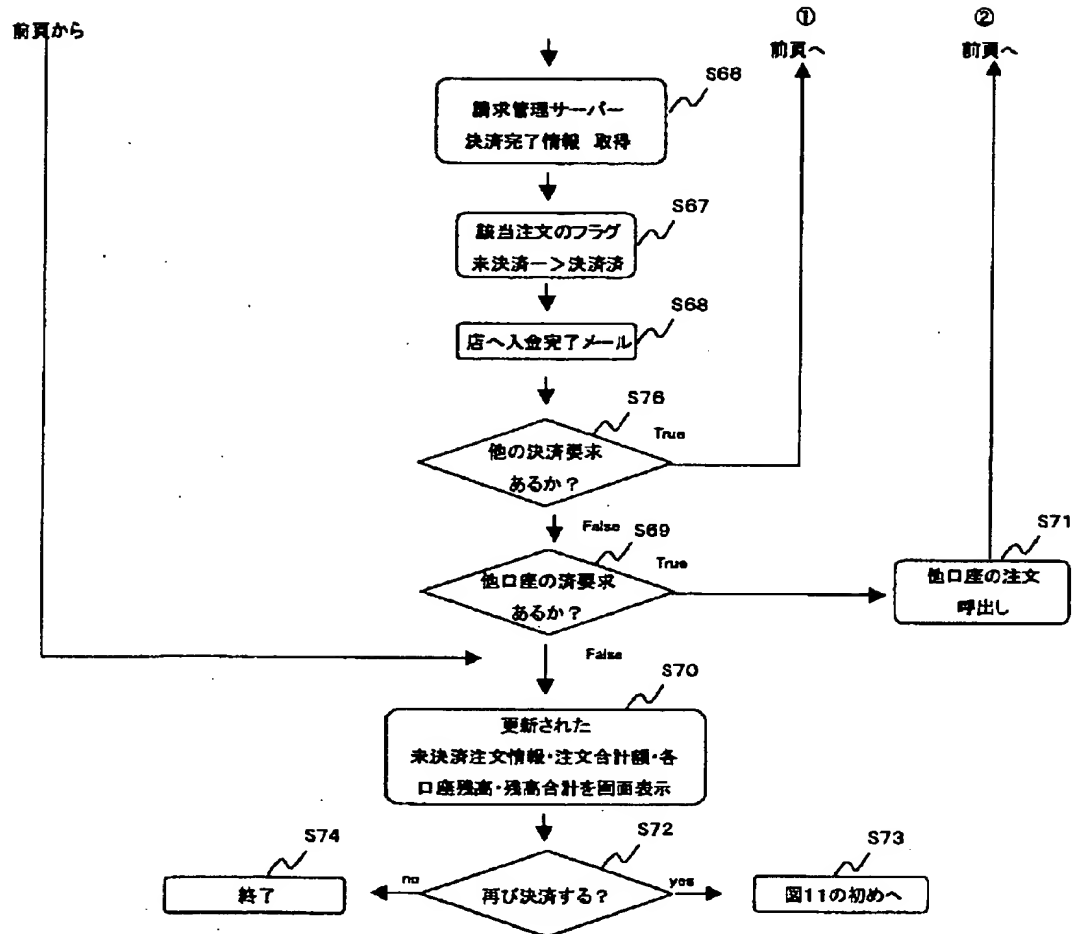 前頁から
①
前頁へ
②
前頁へ
S68
請求管理サーバー
決済完了情報 取得
S67
該当注文のフラグ
未決済ー>決済済
S68
店へ入金完了メール
S76
他の決済要求
あるか?
True
False
S69
他口座の済要求
あるか?
True
S71
他口座の注文
呼出し
False
S70
更新された
未決済注文情報・注文合計額・各
口座残高・残高合計を画面表示
S72
再び決済する?
no
S74
終了
yes
S73
図11の初めへ